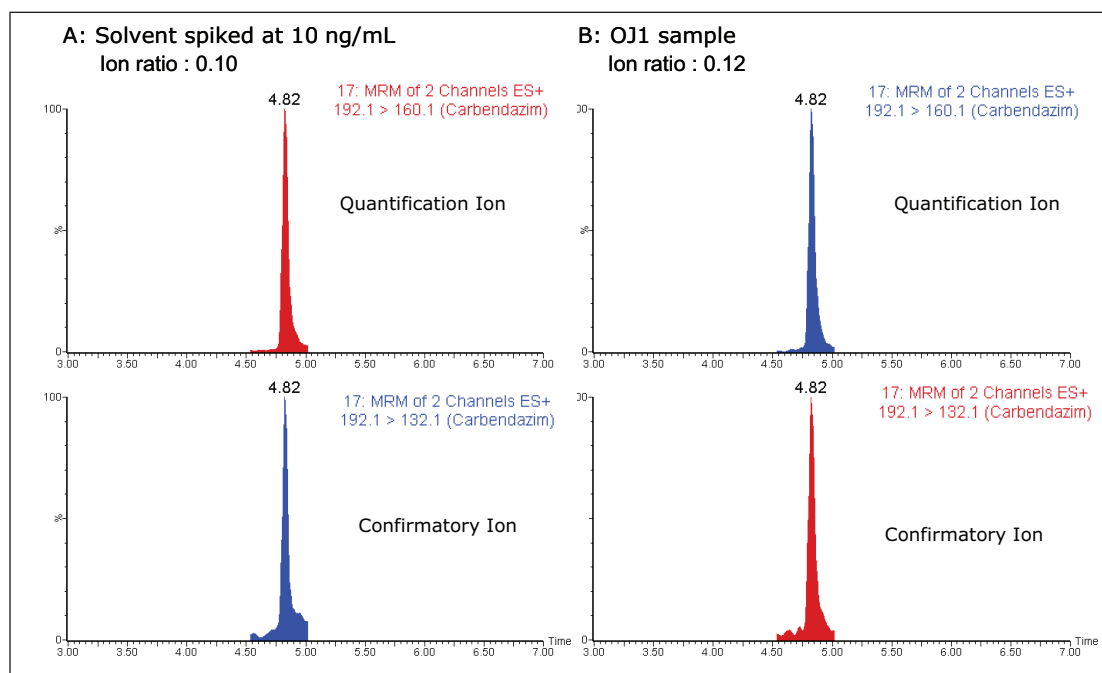 A: Solvent spiked at 10 ng/mL
Ion ratio : 0.10
17: MRM of 2 Channels ES+
192.1 > 160.1 (Carbendazim)
4.82
100
%
0
Quantification Ion
3.00 3.50 4.00 4.50 5.00 5.50 6.00 6.50 7.00
17: MRM of 2 Channels ES+
192.1 > 132.1 (Carbendazim)
4.82
100
%
0
Confirmatory Ion
3.00 3.50 4.00 4.50 5.00 5.50 6.00 6.50 7.00
Time
B: OJ1 sample
Ion ratio : 0.12
17: MRM of 2 Channels ES+
192.1 > 160.1 (Carbendazim)
4.82
00
%
0
Quantification Ion
3.00 3.50 4.00 4.50 5.00 5.50 6.00 6.50 7.00
17: MRM of 2 Channels ES+
192.1 > 132.1 (Carbendazim)
4.82
00
%
0
Confirmatory Ion
3.00 3.50 4.00 4.50 5.00 5.50 6.00 6.50 7.00
Time